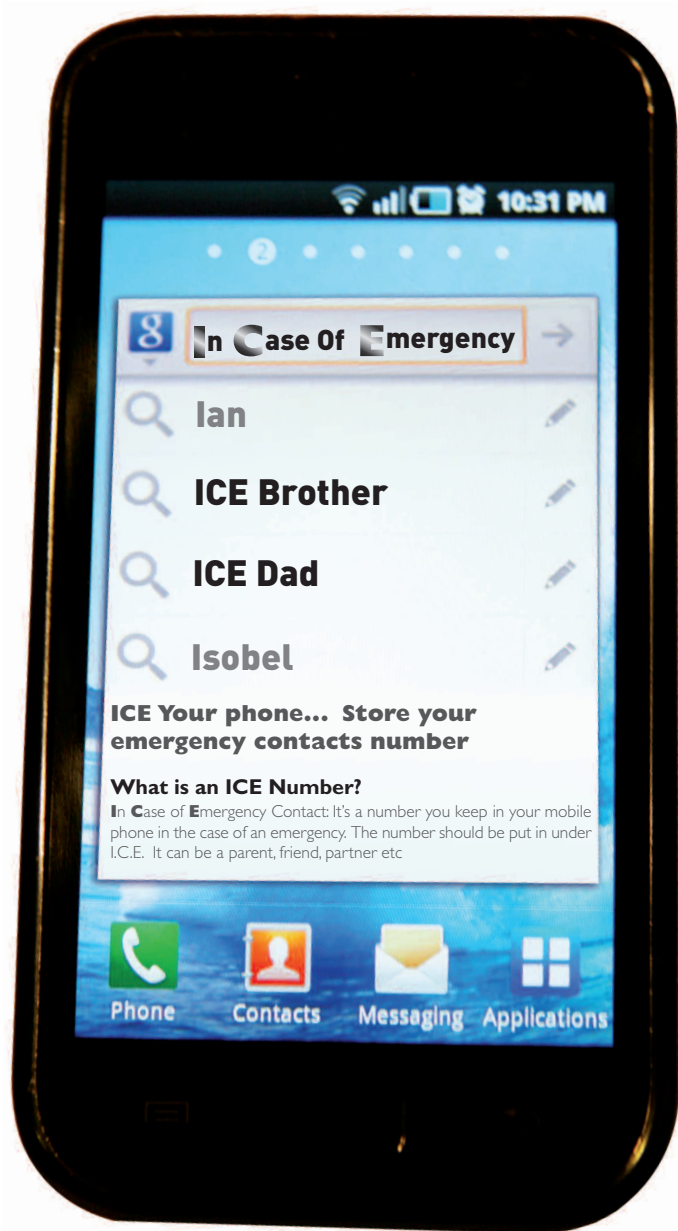 10:31 PM
2
8 In Case Of Emergency
Ian
ICE Brother
ICE Dad
Isobel
ICE Your phone... Store your
emergency contacts number
What is an ICE Number?
In Case of Emergency Contact: It's a number you keep in your mobile
phone in the case of an emergency. The number should be put in under
I.C.E. It can be a parent, friend, partner etc
Phone Contacts Messaging Applications